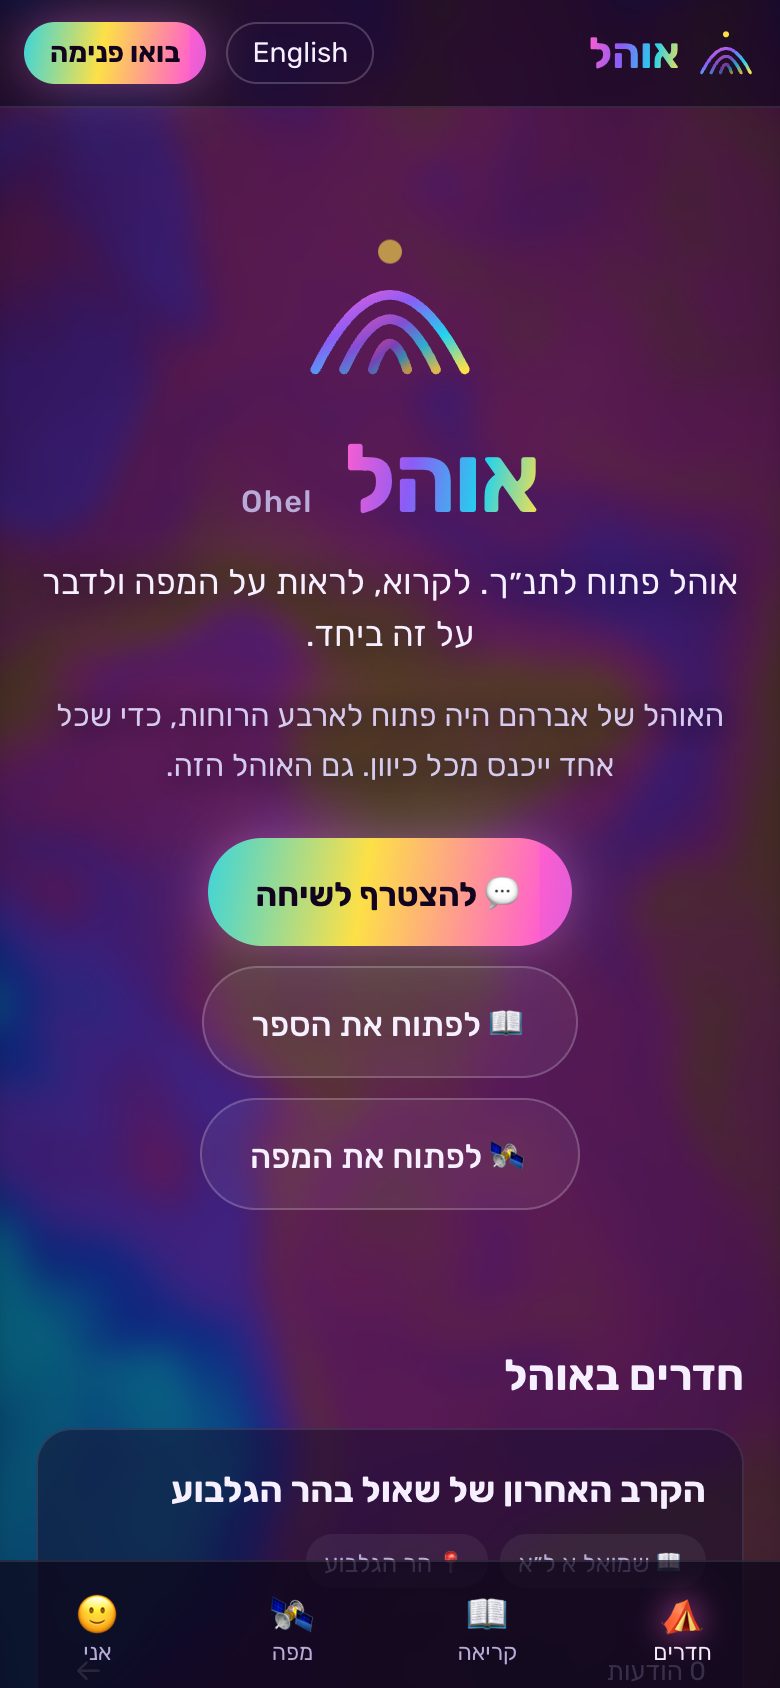 אוהל
English
בואו פנימה
אוהל Ohel
אוהל פתוח לתנ״ך. לקרוא, לראות על המפה ולדבר
על זה ביחד.
האוהל של אברהם היה פתוח לארבע הרוחות, כדי שכל
אחד ייכנס מכל כיוון. גם האוהל הזה.
💬 להצטרף לשיחה
📖 לפתוח את הספר
🛰️ לפתוח את המפה
חדרים באוהל
הקרב האחרון של שאול בהר הגלבוע
📖 שמואל א ל״א 📍 הר הגלבוע
0 הודעות ←
חדרים
קריאה
מפה
אני